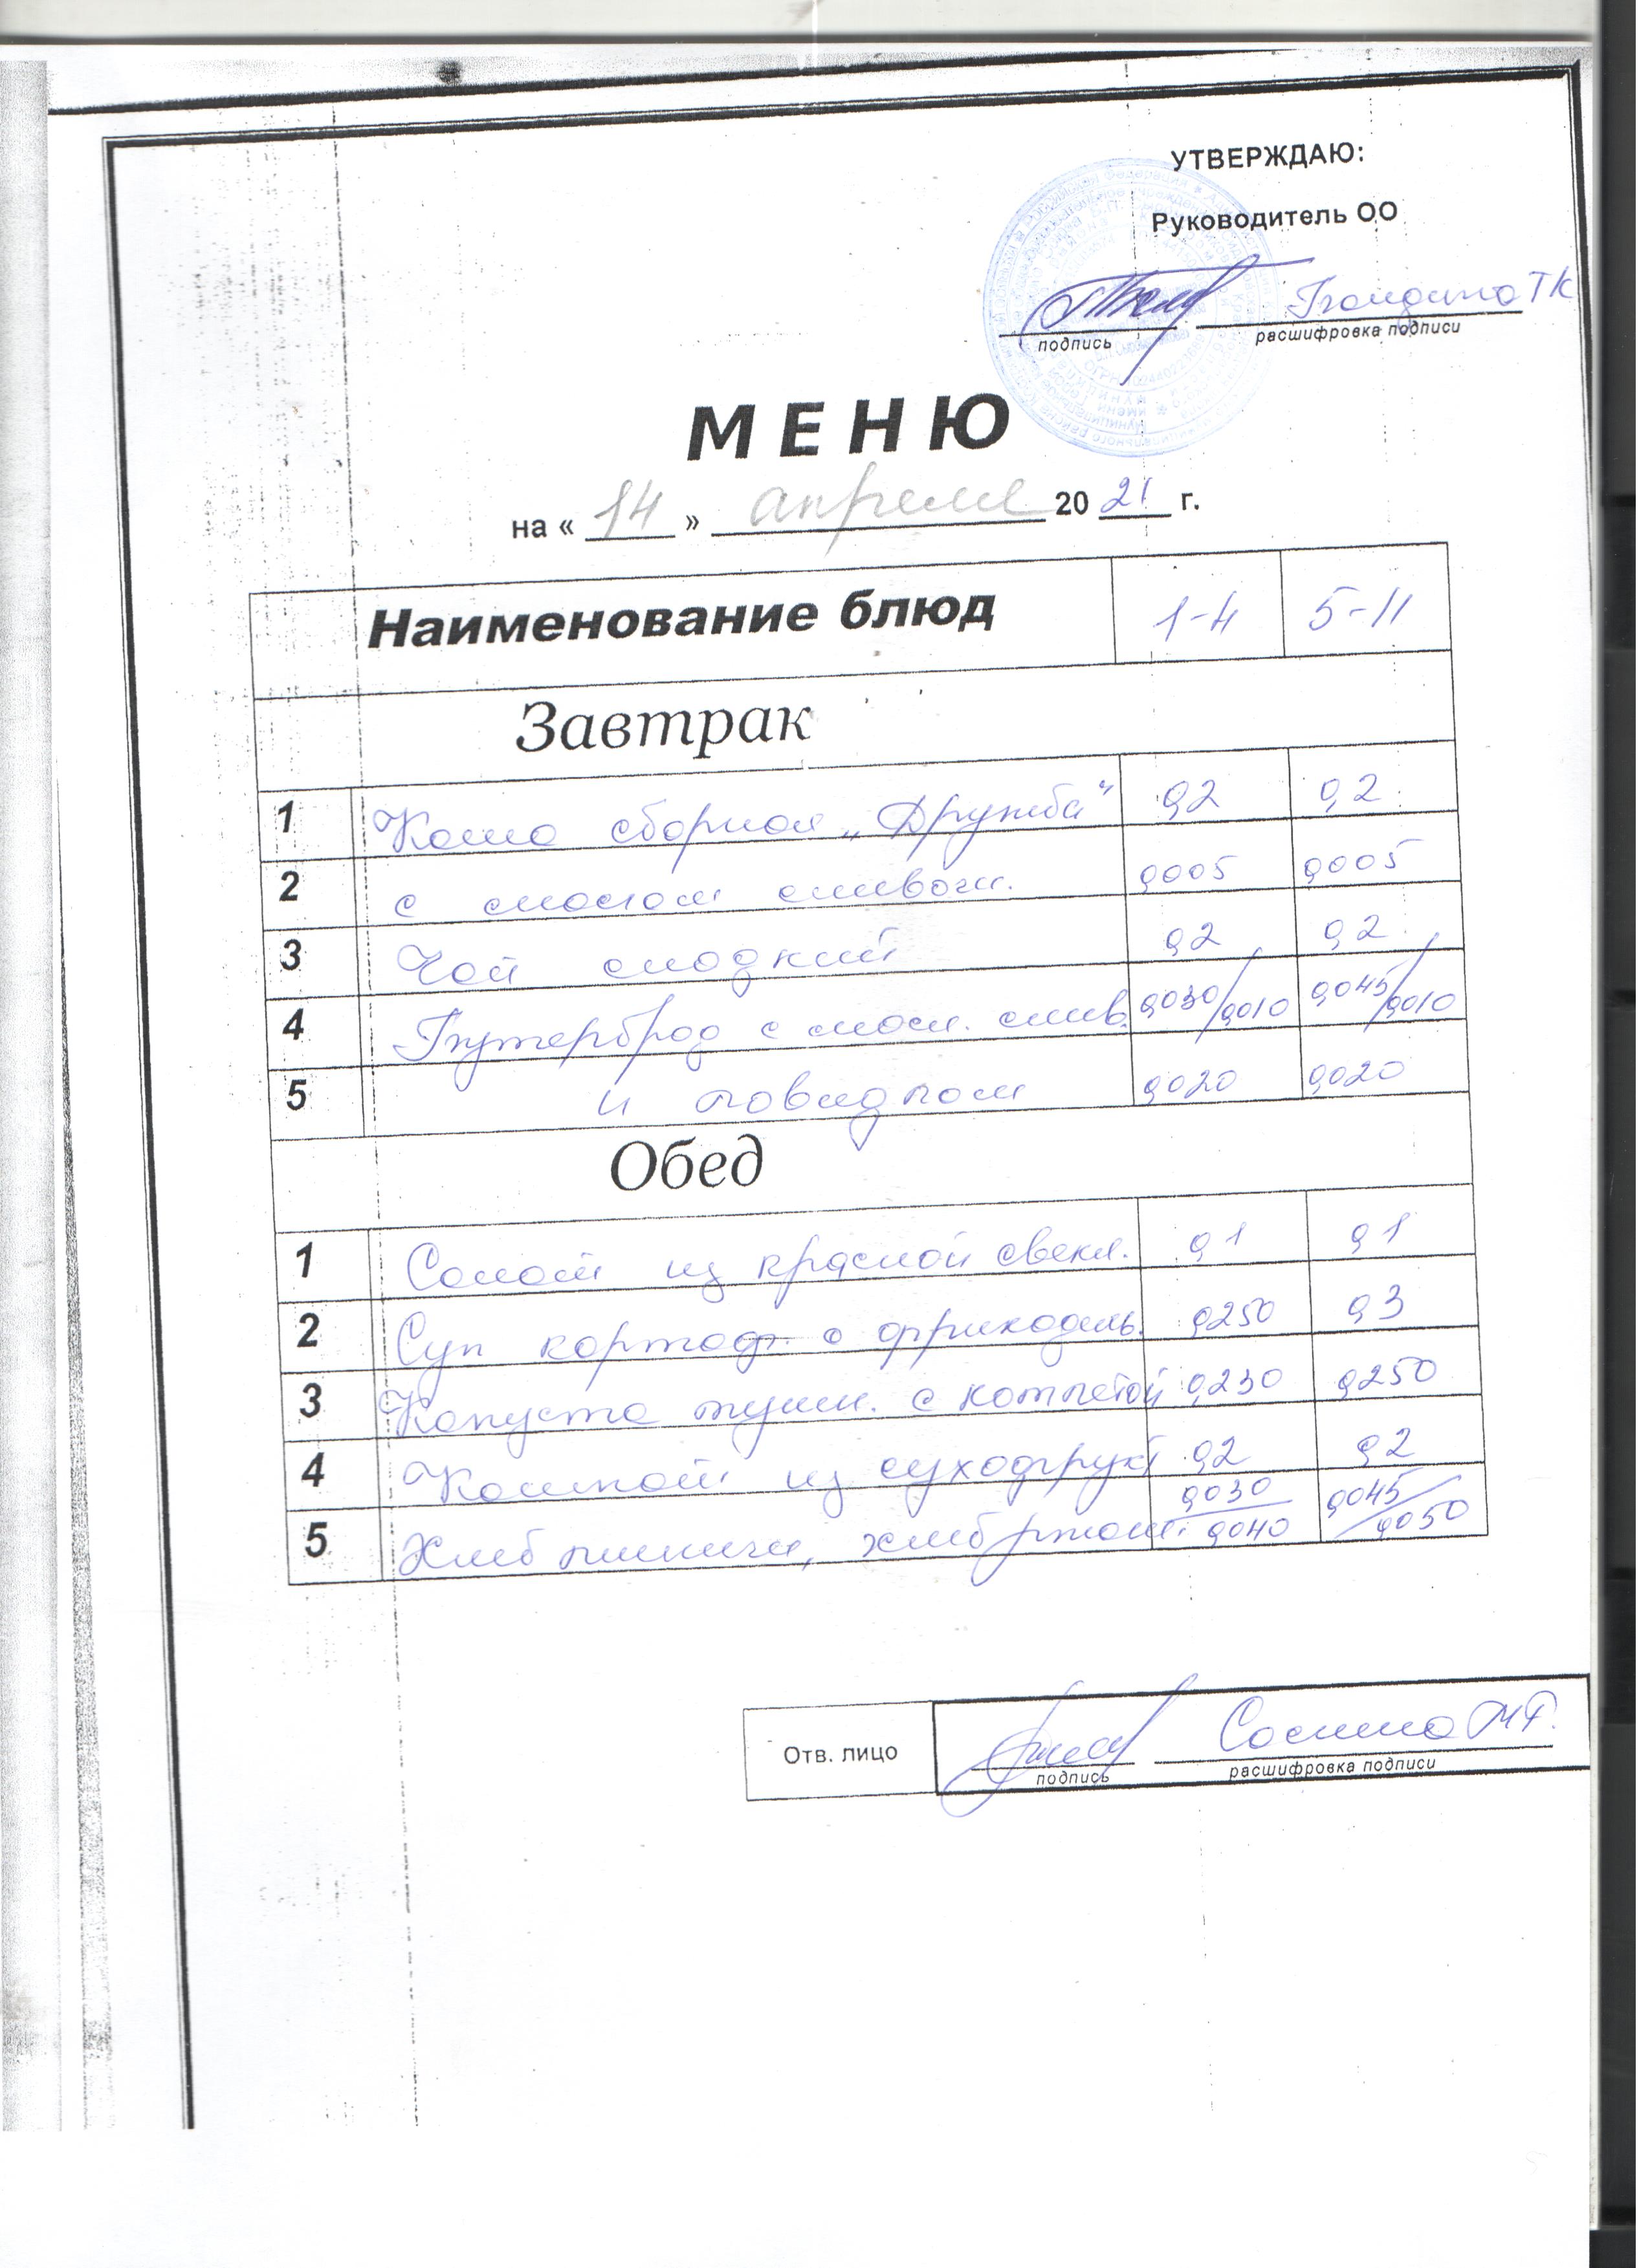 УТВЕРЖДАЮ:
Руководитель ОО
ТК
подпись расшифровка подписи
МЕНЮ
на « 14 » апреля 20 21 г.
Наименование блюд 1-4 5-11
Завтрак
1 Каша сборная „Дружба“ 0,2 0,2
2 с маслом сливочн. 0,005 0,005
3 Чай сладкий 0,2 0,2
4 Бутерброд с масл. слив. 0,030/0,010 0,045/0,010
5 и повидлом 0,020 0,020
Обед
1 Салат из красной свекл. 0,1 0,1
2 Суп картоф. с фрикадель. 0,250 0,3
3 Капуста тушен. с котлетой 0,230 0,250
4 Компот из сухофрукт 0,2 0,2
5 Хлеб пшеничн, хлеб ржан. 0,030/0,040 0,045/0,050
Отв. лицо
подпись расшифровка подписи